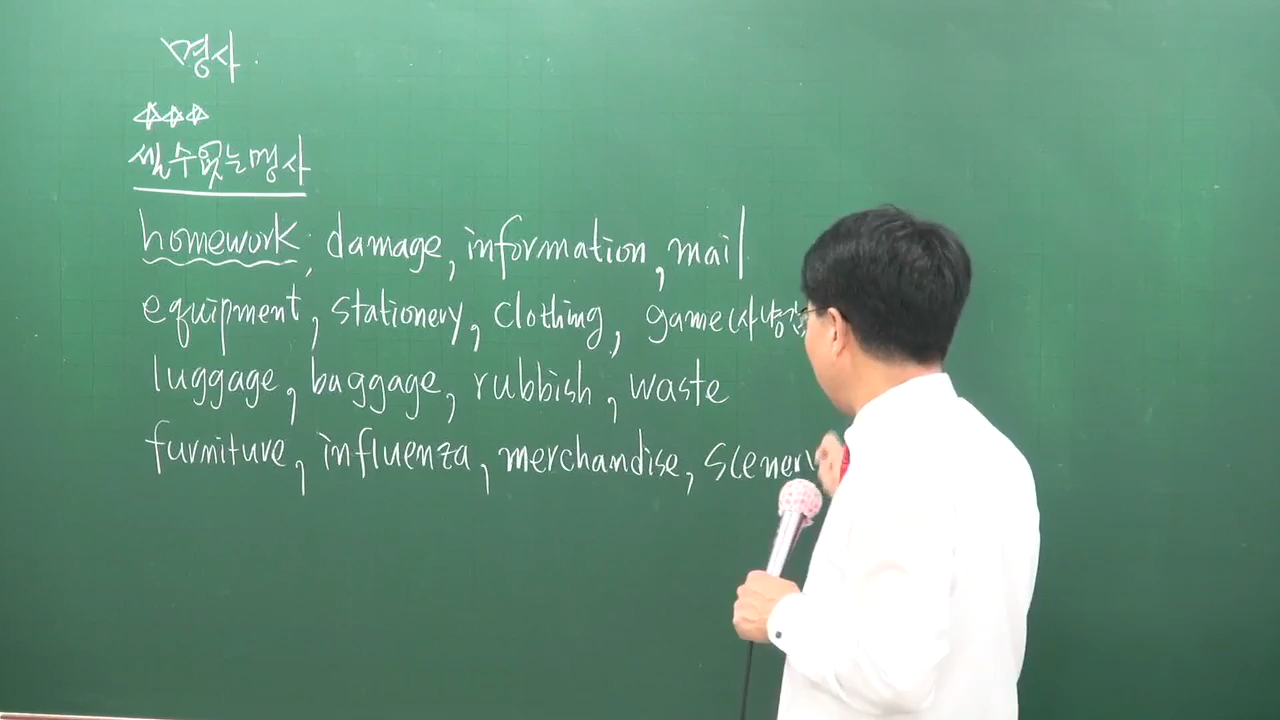 명사
셀 수 없는 명사
homework, damage, information, mail
equipment, stationery, clothing, game (사냥감
luggage, baggage, rubbish, waste
furniture, influenza, merchandise, scenery